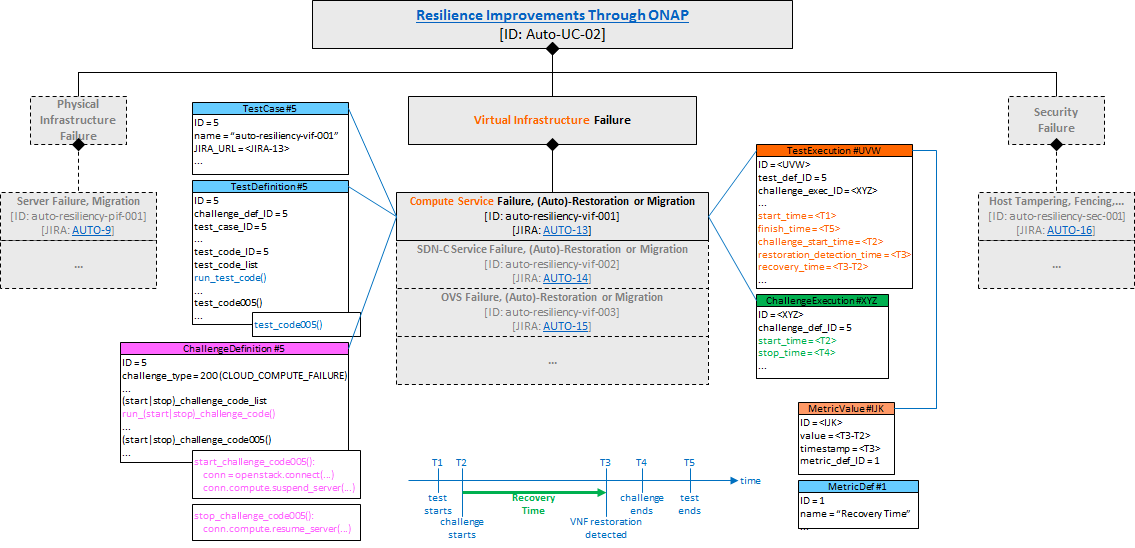 Resilience Improvements Through ONAP
[ID: Auto-UC-02]
Physical
Infrastructure
Failure
Server Failure, Migration
[ID: auto-resiliency-pif-001]
[JIRA: AUTO-9]
...
TestCase #5
ID = 5
name = “auto-resiliency-vif-001”
JIRA_URL = <JIRA-13>
...
TestDefinition #5
ID = 5
challenge_def_ID = 5
test_case_ID = 5
...
test_code_ID = 5
test_code_list
run_test_code()
...
test_code005()
...
test_code005()
ChallengeDefinition #5
ID = 5
challenge_type = 200 (CLOUD_COMPUTE_FAILURE)
...
(start|stop)_challenge_code_list
run_(start|stop)_challenge_code()
...
(start|stop)_challenge_code005()
...
start_challenge_code005():
conn = openstack.connect(...)
conn.compute.suspend_server(...)
stop_challenge_code005():
conn.compute.resume_server(...)
Virtual Infrastructure Failure
Compute Service Failure, (Auto)-Restoration or Migration
[ID: auto-resiliency-vif-001]
[JIRA: AUTO-13]
SDN-C Service Failure, (Auto)-Restoration or Migration
[ID: auto-resiliency-vif-002]
[JIRA: AUTO-14]
OVS Failure, (Auto)-Restoration or Migration
[ID: auto-resiliency-vif-003]
[JIRA: AUTO-15]
...
TestExecution #UVW
ID = <UVW>
test_def_ID = 5
challenge_exec_ID = <XYZ>
...
start_time = <T1>
finish_time = <T5>
challenge_start_time = <T2>
restoration_detection_time = <T3>
recovery_time = <T3-T2>
...
ChallengeExecution #XYZ
ID = <XYZ>
challenge_def_ID = 5
start_time = <T2>
stop_time = <T4>
...
Security
Failure
Host Tampering, Fencing,...
[ID: auto-resiliency-sec-001]
[JIRA: AUTO-16]
...
MetricValue #IJK
ID = <IJK>
value = <T3-T2>
timestamp = <T3>
metric_def_ID = 1
MetricDef #1
ID = 1
name = “Recovery Time”
...
T1 T2 T3 T4 T5
time
test
starts
Recovery
Time
challenge
ends
test
ends
challenge
starts
VNF restoration
detected